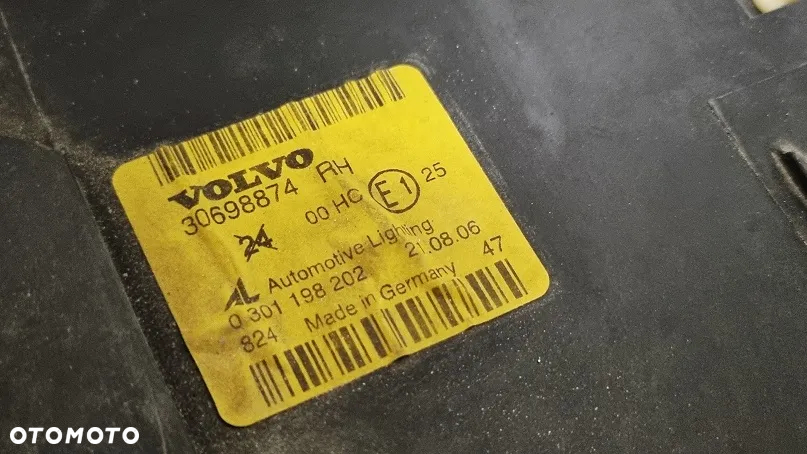 VOLVO
30698874 RH
24 00 HC E1 25
AL Automotive Lighting
0 301 198 202 21.08.06
824 Made in Germany 47
OTOMOTO